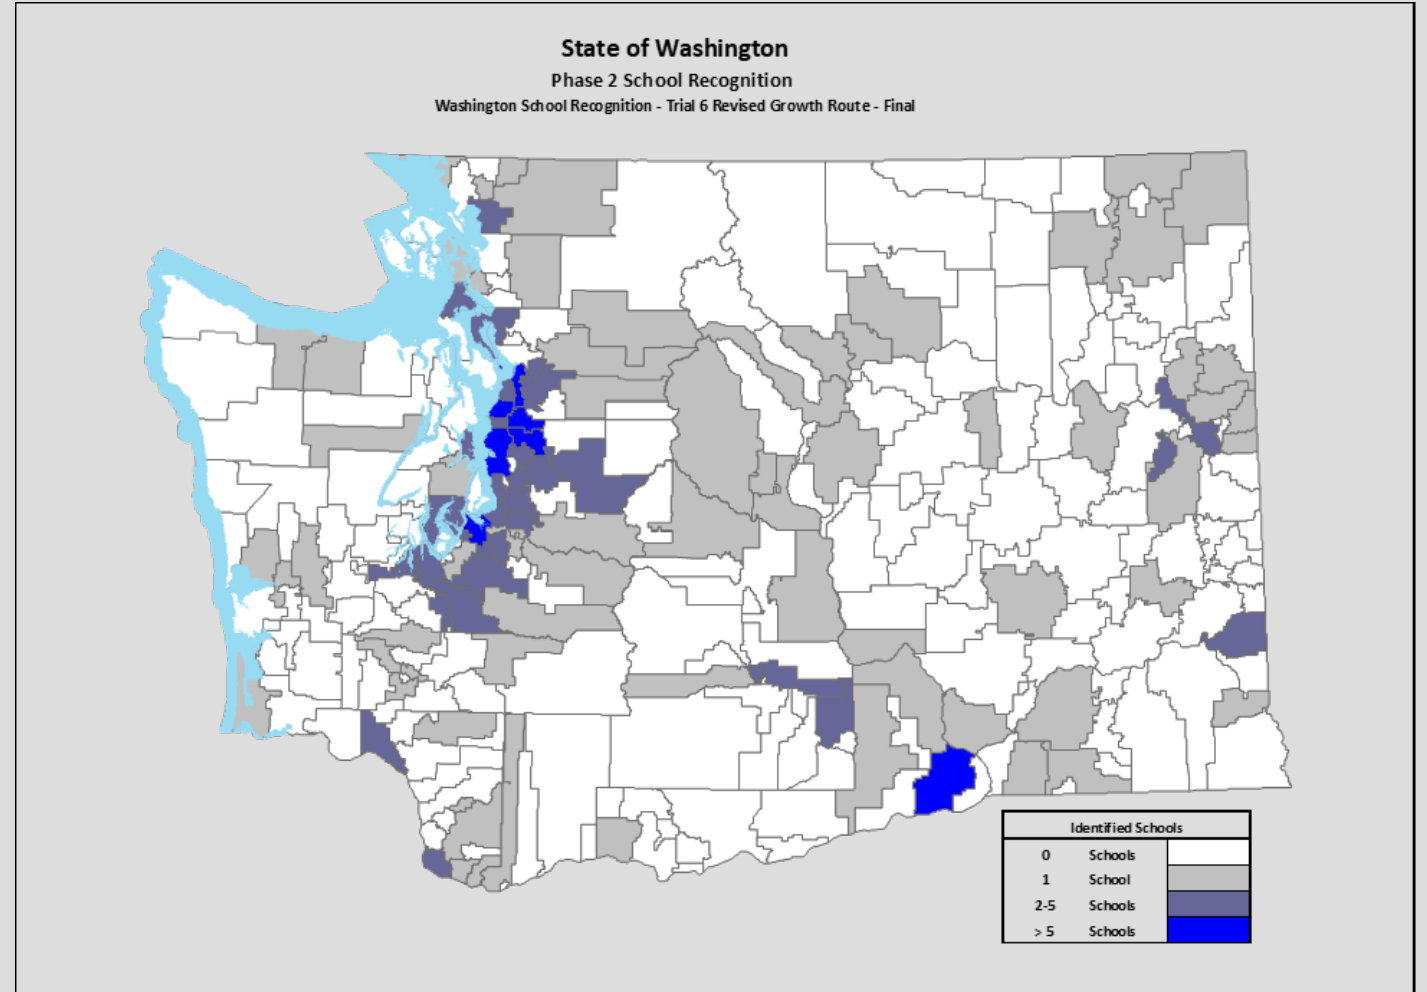 State of Washington
Phase 2 School Recognition
Washington School Recognition - Trial 6 Revised Growth Route - Final
Identified Schools
0 Schools
1 School
2-5 Schools
> 5 Schools